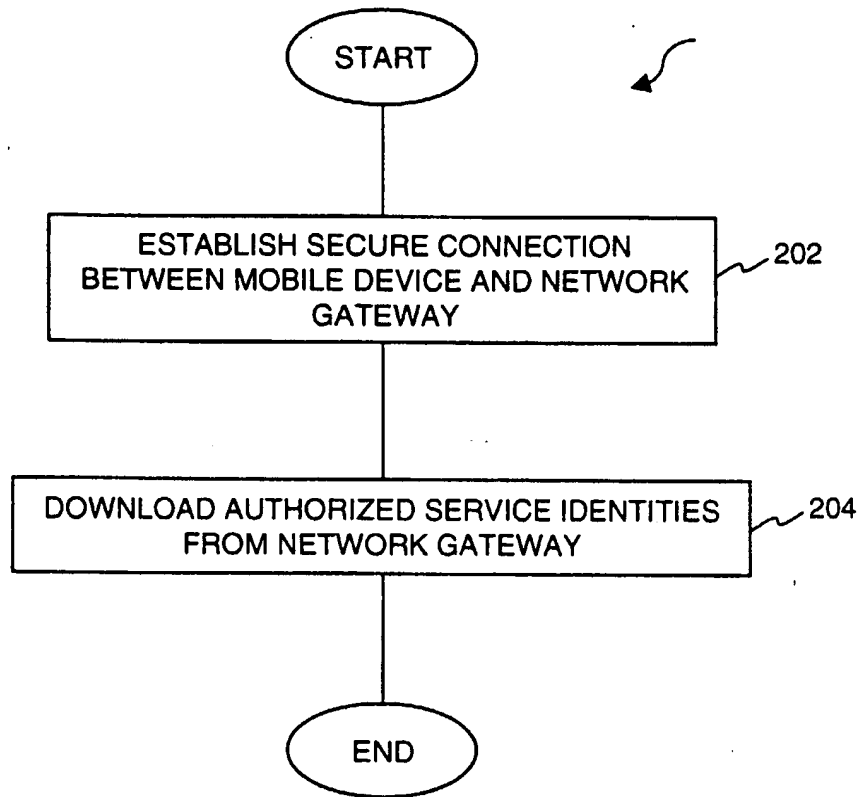 START
ESTABLISH SECURE CONNECTION
BETWEEN MOBILE DEVICE AND NETWORK
GATEWAY
202
DOWNLOAD AUTHORIZED SERVICE IDENTITIES
FROM NETWORK GATEWAY
204
END